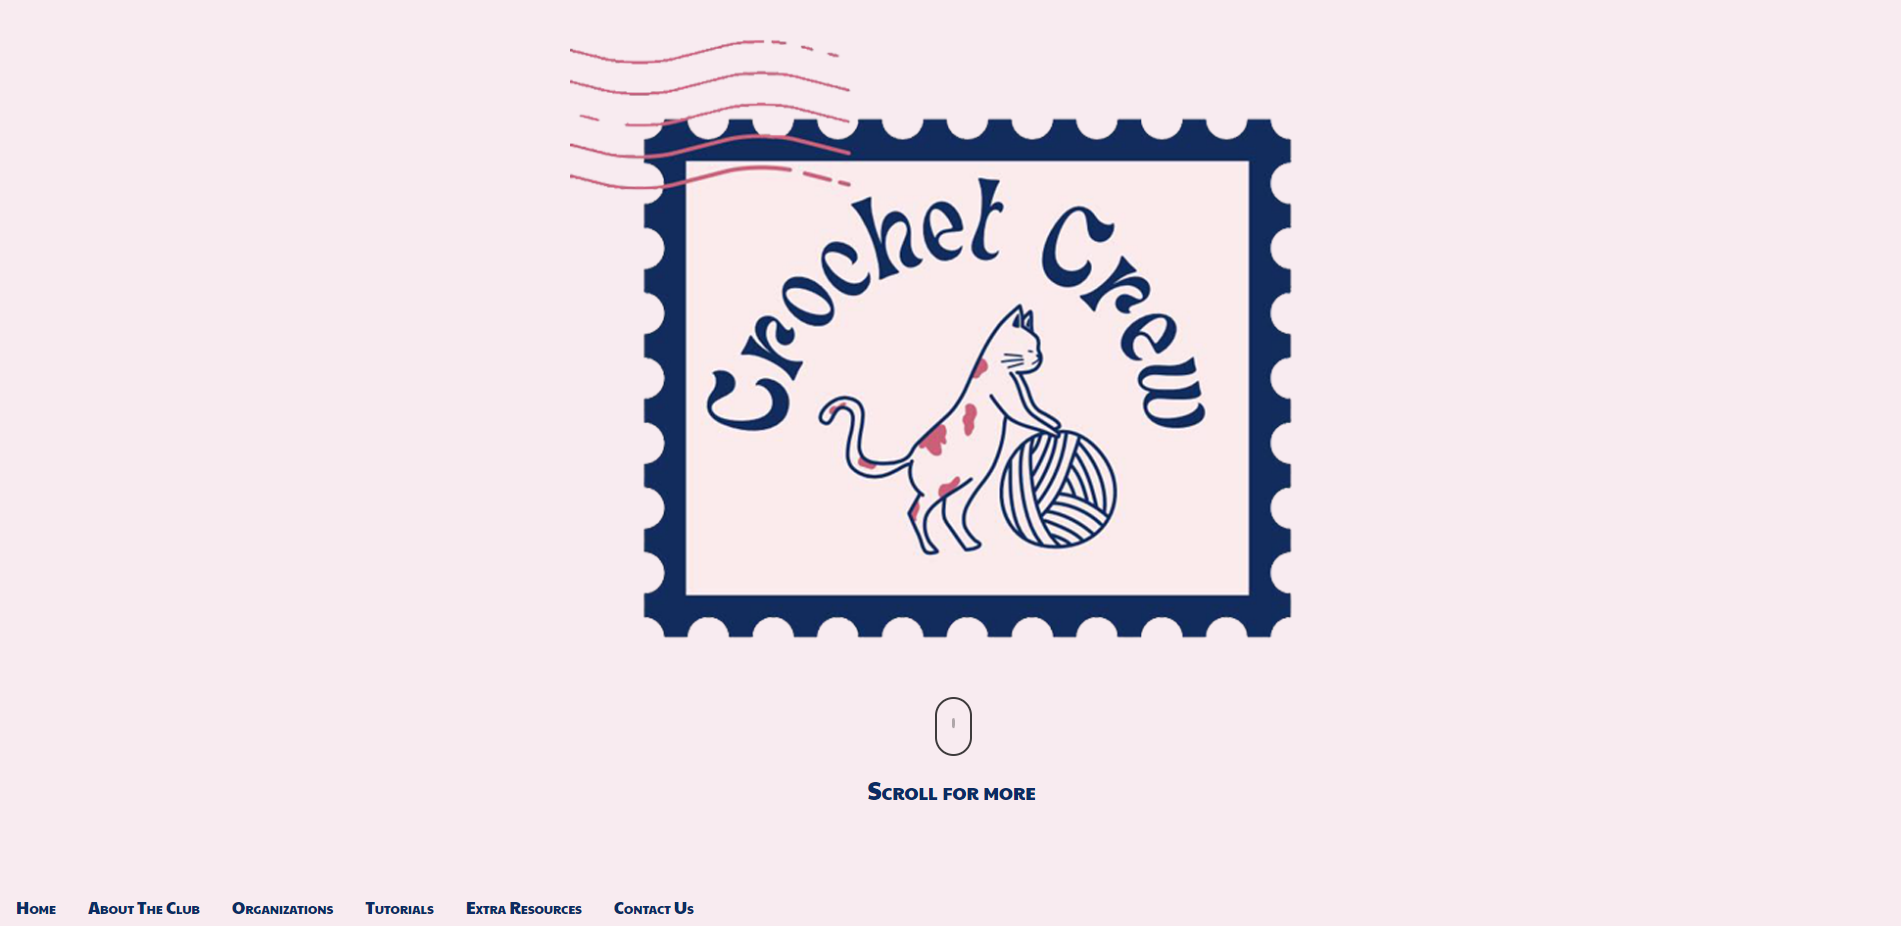 Crochet Crew
Scroll for more
Home About The Club Organizations Tutorials Extra Resources Contact Us